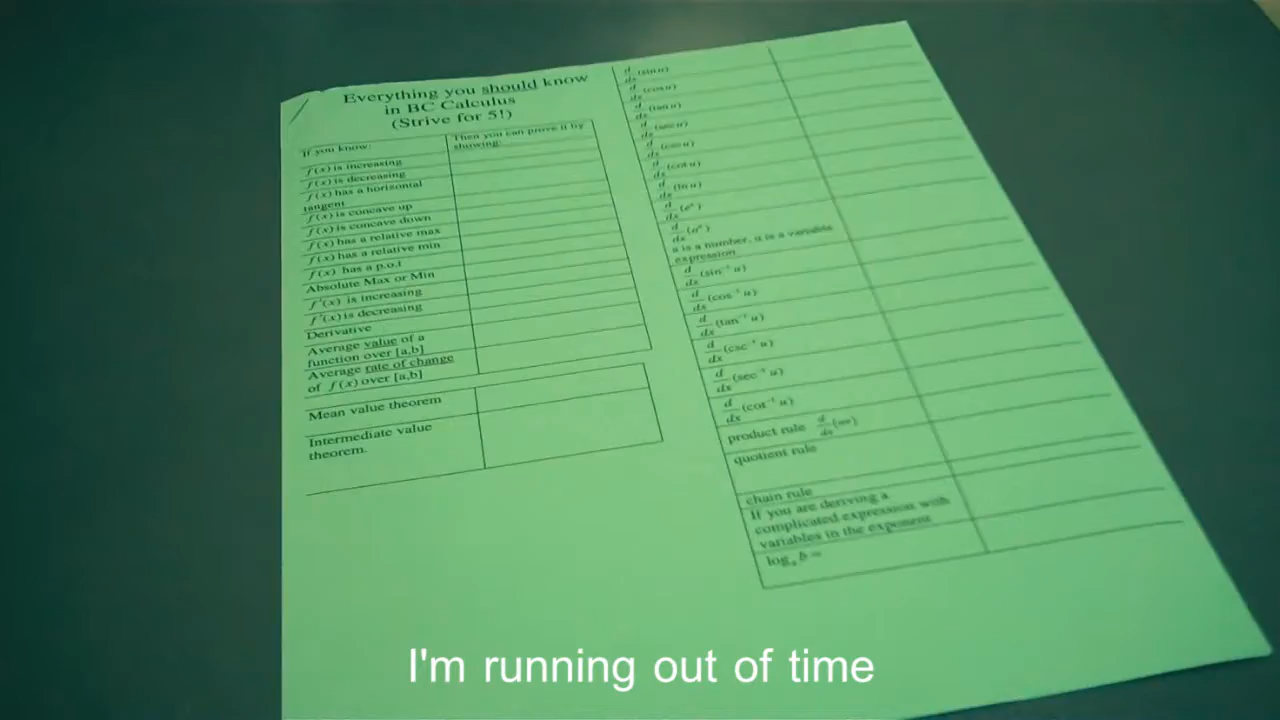 Everything you should know
in BC Calculus
(Strive for 5!)
If you know:
Then you can prove it by
showing:
f(x) is increasing
f(x) is decreasing
f(x) has a horizontal
tangent
f(x) is concave up
f(x) is concave down
f(x) has a relative max
f(x) has a relative min
f(x) has a p.o.i
Absolute Max or Min
f'(x) is increasing
f'(x) is decreasing
Derivative
Average value of a
function over [a,b]
Average rate of change
of f(x) over [a,b]
Mean value theorem
Intermediate value
theorem.
d/dx (sin u)
d/dx (cos u)
d/dx (tan u)
d/dx (sec u)
d/dx (csc u)
d/dx (cot u)
d/dx (ln u)
d/dx (e^u)
d/dx (a^u)
a is a number, u is a variable
expression
d/dx (sin⁻¹ u)
d/dx (cos⁻¹ u)
d/dx (tan⁻¹ u)
d/dx (csc⁻¹ u)
d/dx (sec⁻¹ u)
d/dx (cot⁻¹ u)
product rule d/dx (uv)
quotient rule
chain rule
If you are deriving a
complicated expression with
variables in the exponent
logₐ b =
I'm running out of time